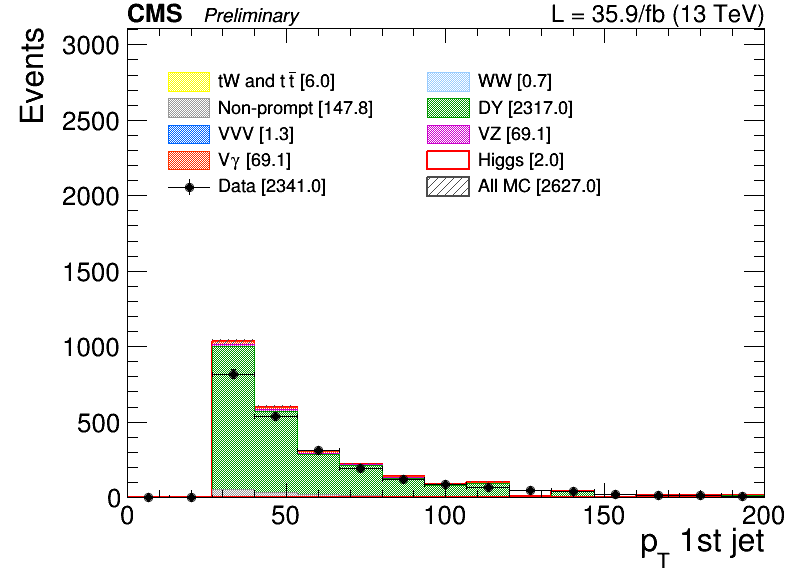 CMS Preliminary L = 35.9/fb (13 TeV)
Events
3000
2500
2000
1500
1000
500
0
tW and t t̅ [6.0] WW [0.7]
Non-prompt [147.8] DY [2317.0]
VVV [1.3] VZ [69.1]
Vγ [69.1] Higgs [2.0]
Data [2341.0] All MC [2627.0]
0 50 100 150 200
p_T 1st jet